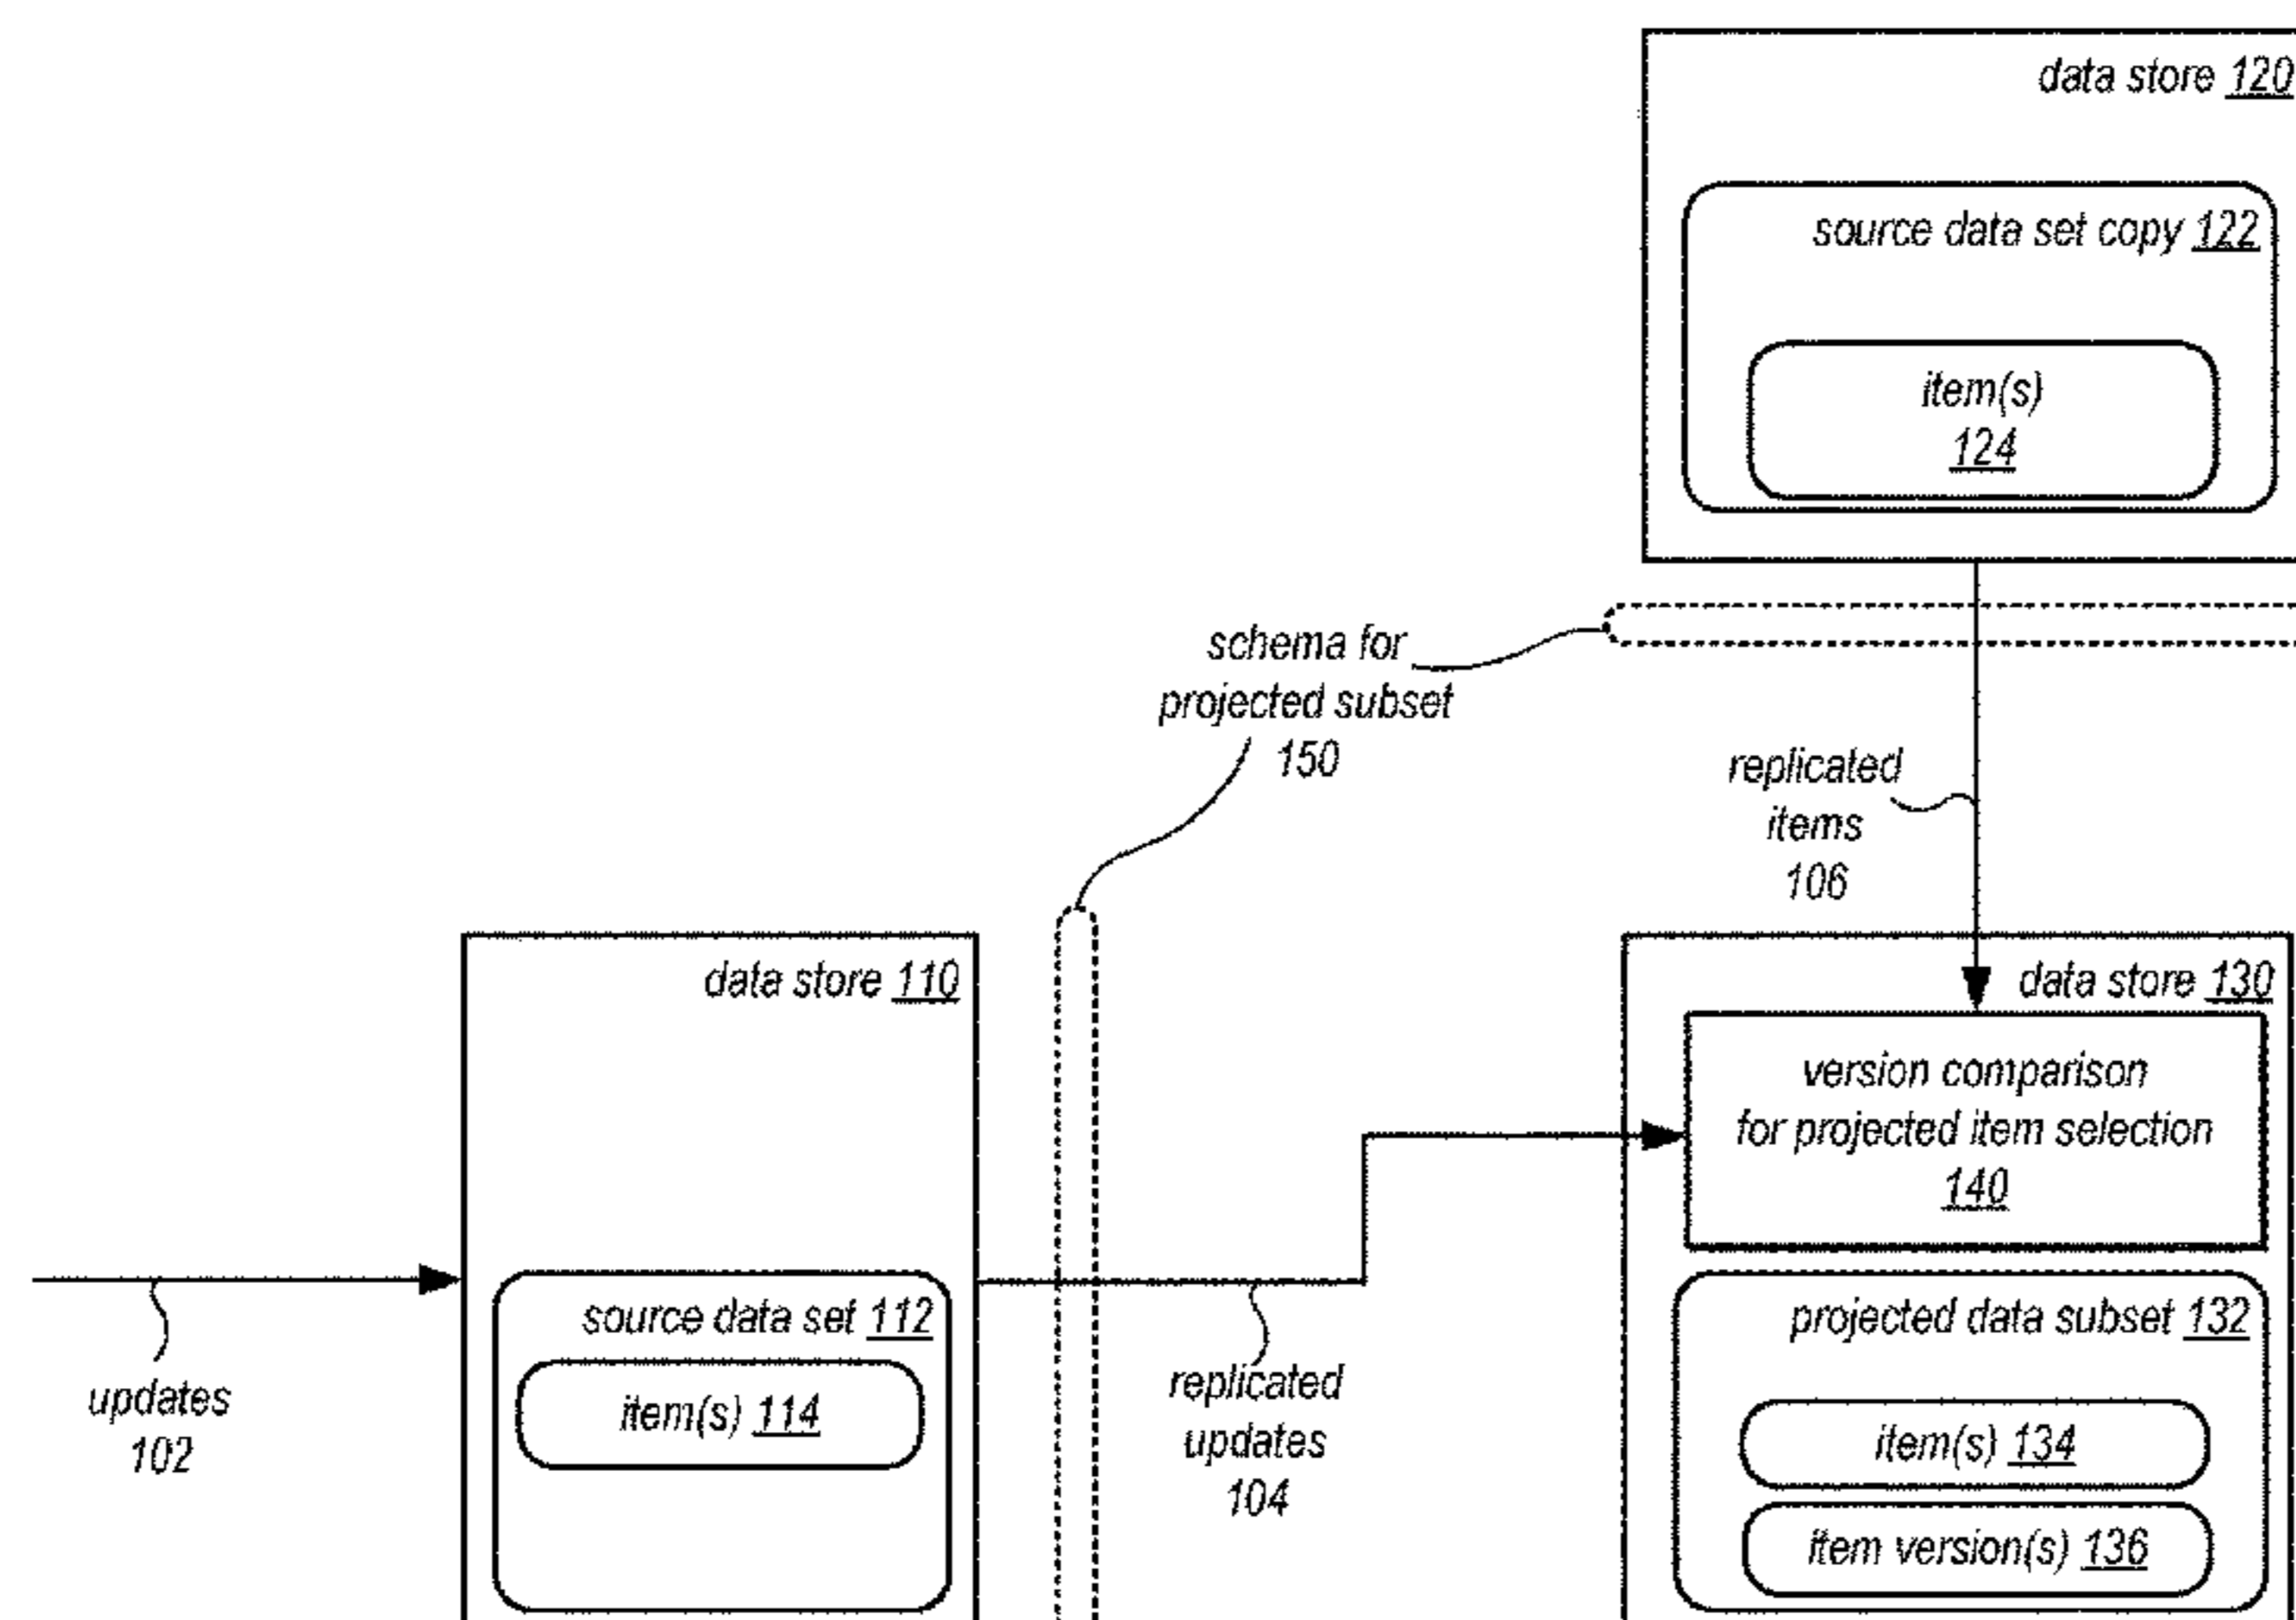 data store 120
source data set copy 122
item(s)
124
schema for
projected subset
150
replicated
items
106
data store 110
data store 130
version comparison
for projected item selection
140
source data set 112
item(s) 114
updates
102
replicated
updates
104
projected data subset 132
item(s) 134
item version(s) 136